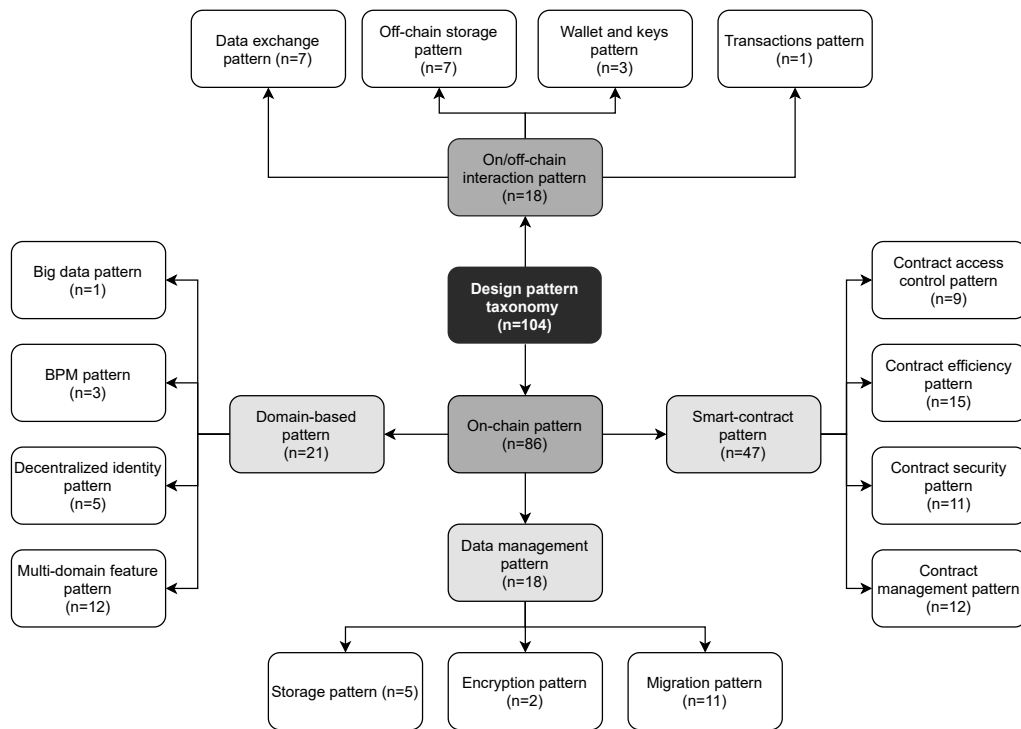 Data exchange
pattern (n=7)
Off-chain storage
pattern
(n=7)
Wallet and keys
pattern
(n=3)
Transactions pattern
(n=1)
On/off-chain
interaction pattern
(n=18)
Big data pattern
(n=1)
Design pattern
taxonomy
(n=104)
Contract access
control pattern
(n=9)
BPM pattern
(n=3)
Contract efficiency
pattern
(n=15)
Domain-based
pattern
(n=21)
On-chain pattern
(n=86)
Smart-contract
pattern
(n=47)
Decentralized identity
pattern
(n=5)
Contract security
pattern
(n=11)
Multi-domain feature
pattern
(n=12)
Data management
pattern
(n=18)
Contract
management pattern
(n=12)
Storage pattern (n=5)
Encryption pattern
(n=2)
Migration pattern
(n=11)